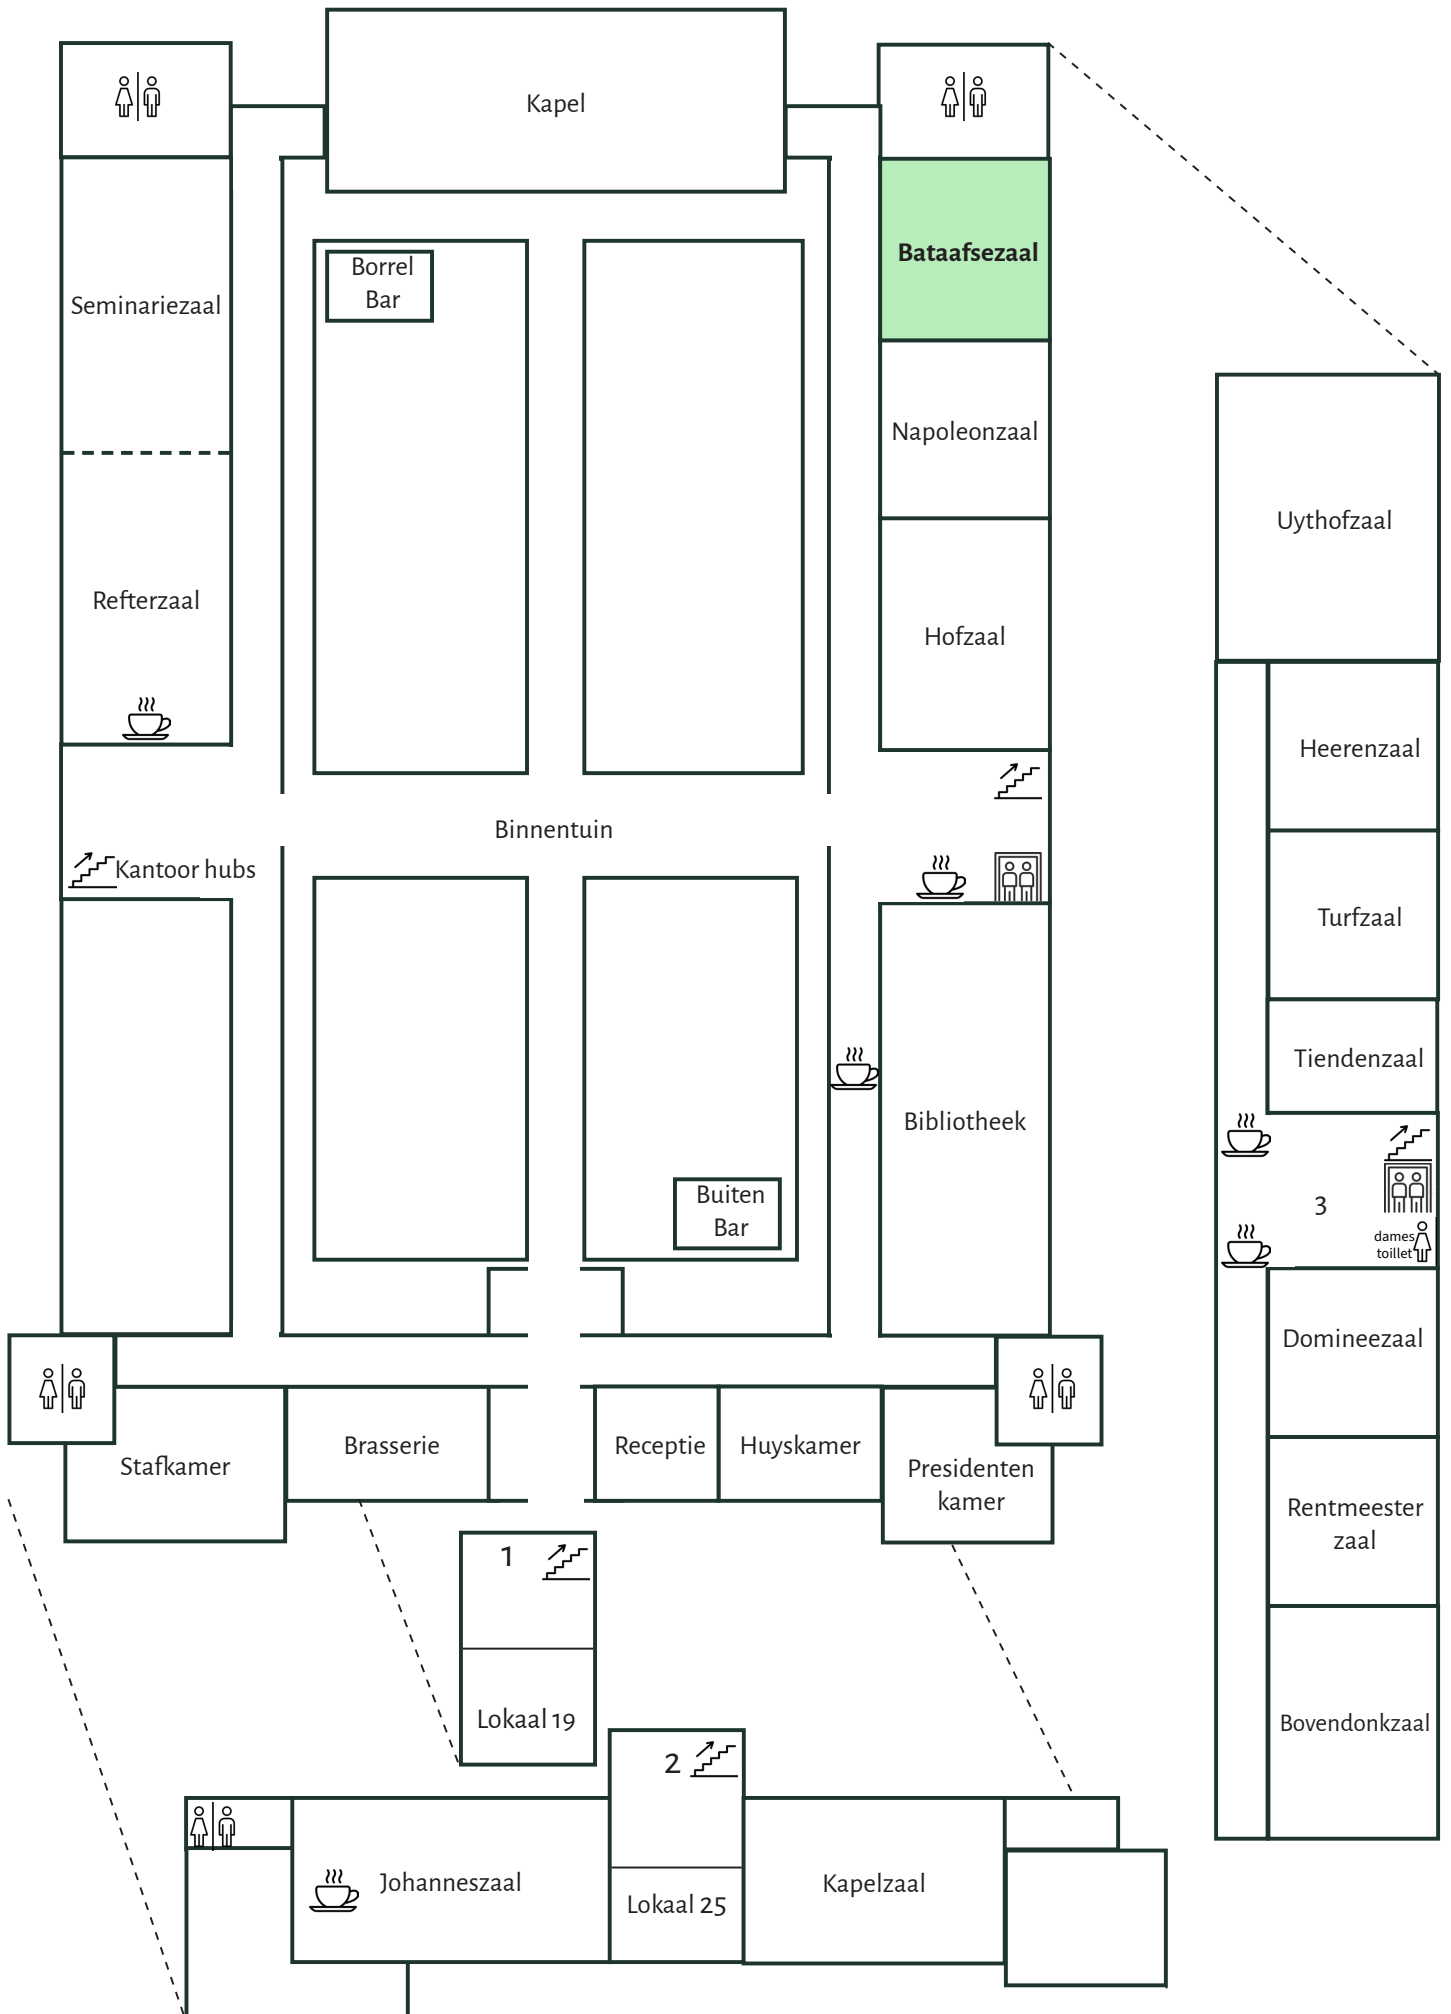 Kapel
Borrel
Bar
Bataafsezaal
Seminariezaal
Napoleonzaal
Uythofzaal
Refterzaal
Hofzaal
Heerenzaal
Binnentuin
Kantoor hubs
Turfzaal
Tiendenzaal
Bibliotheek
Buiten
Bar
3
dames
toillet
Domineezaal
Stafkamer
Brasserie
Receptie
Huyskamer
Presidenten
kamer
Rentmeester
zaal
1
Lokaal 19
Bovendonkzaal
2
Johanneszaal
Lokaal 25
Kapelzaal